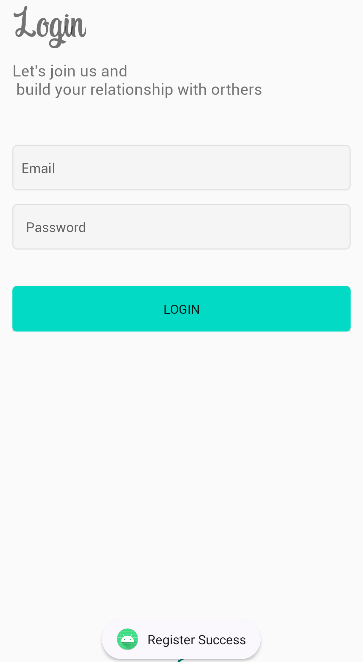 Login
Let's join us and
build your relationship with orthers
Email
Password
LOGIN
Register Success